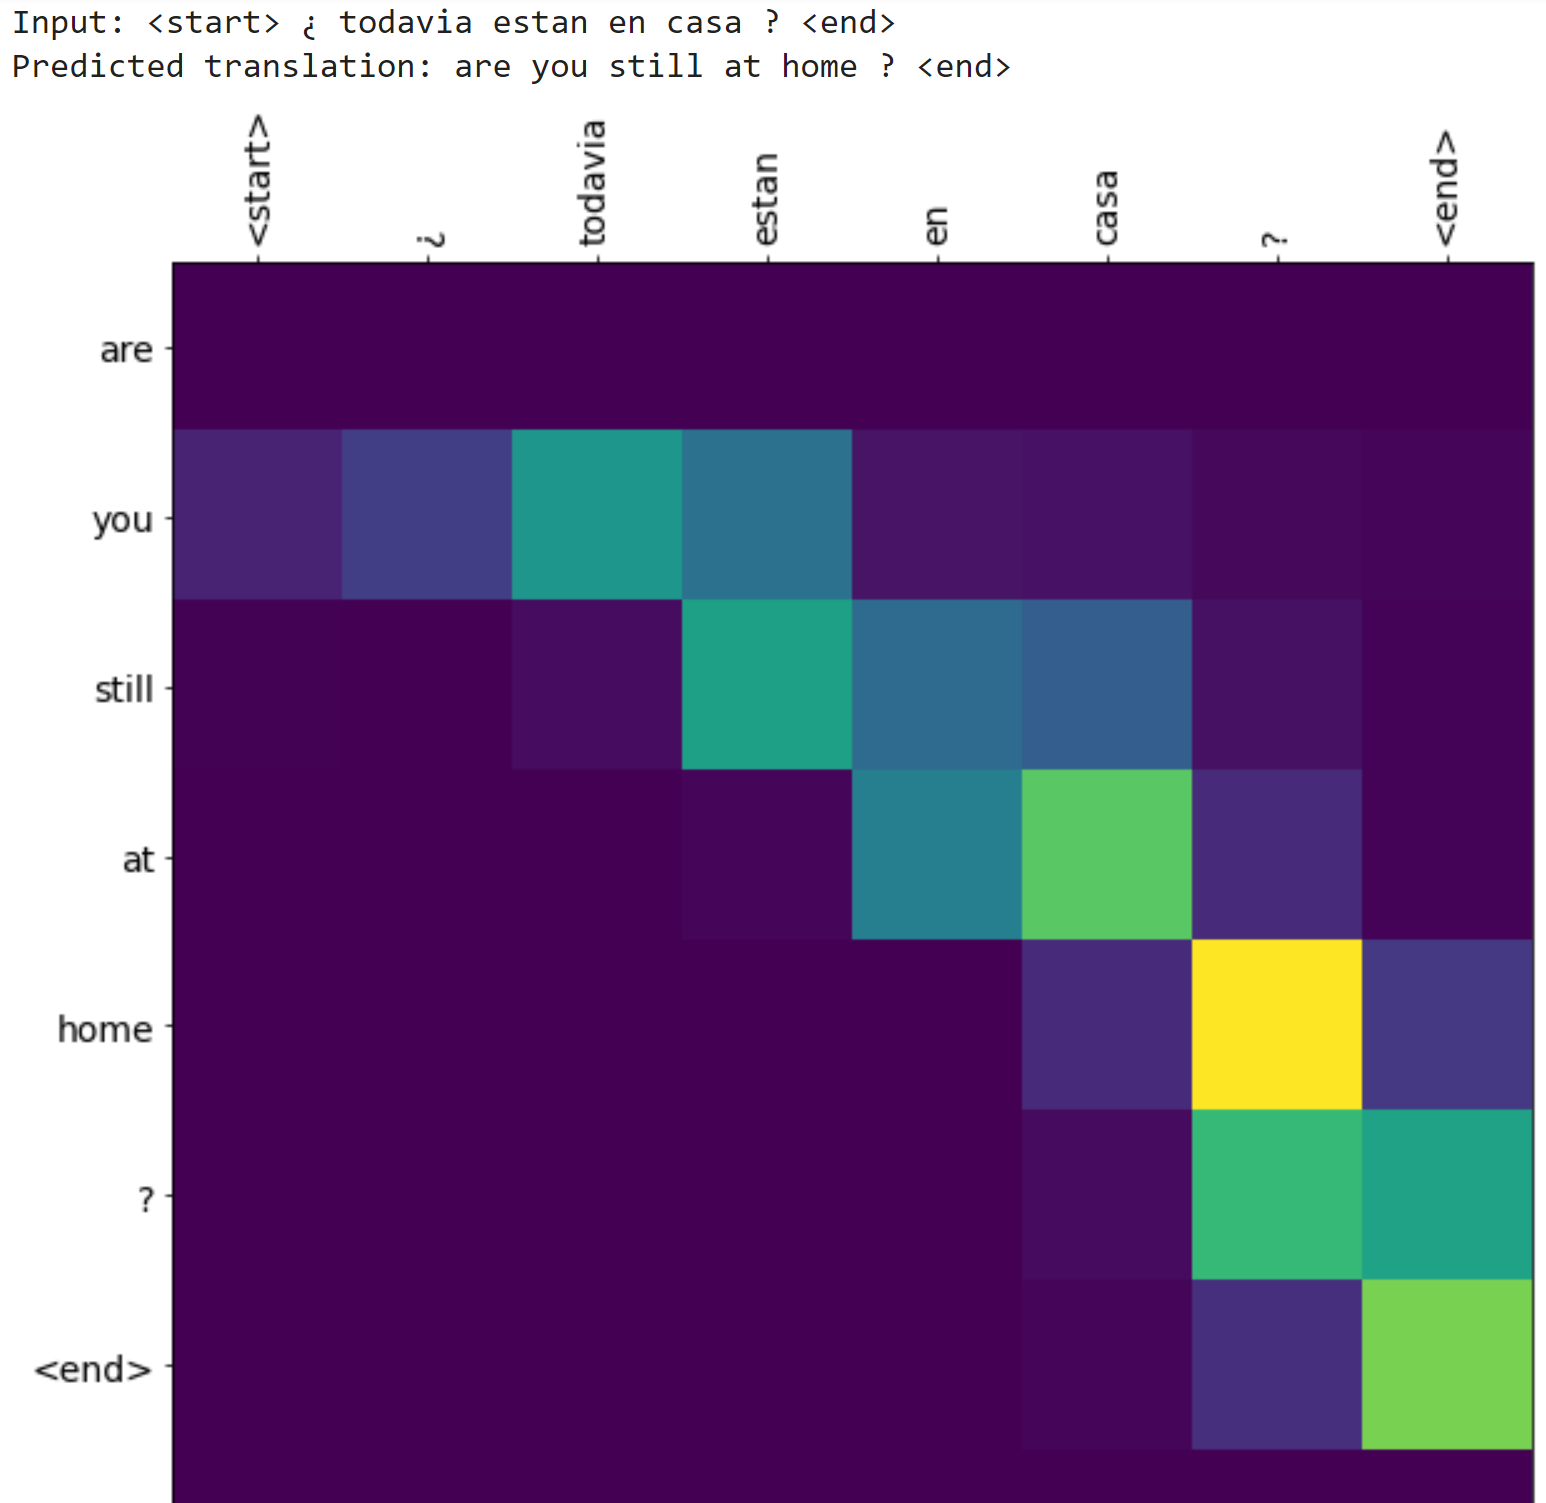 Input: <start> ¿ todavia estan en casa ? <end>
Predicted translation: are you still at home ? <end>
<start> ¿ todavia estan en casa ? <end>
are
you
still
at
home
?
<end>